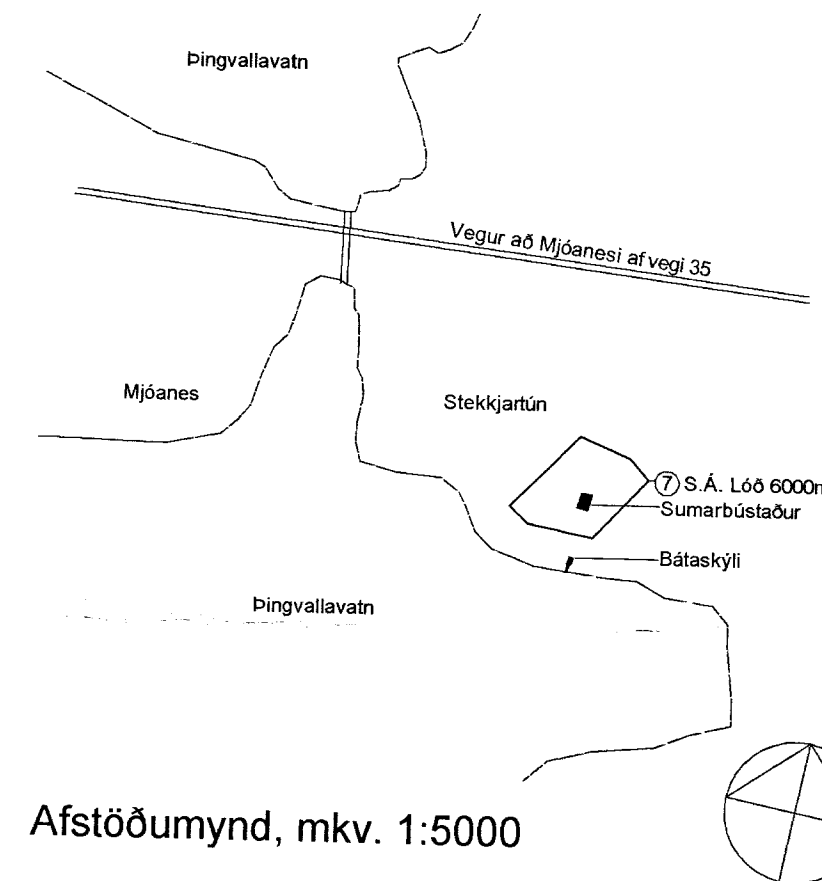 Þingvallavatn
Vegur að Mjóanesi af vegi 35
Mjóanes
Stekkjartún
7 S.Á. Lóð 6000m
Sumarbústaður
Bátaskýli
Þingvallavatn
Afstöðumynd, mkv. 1:5000